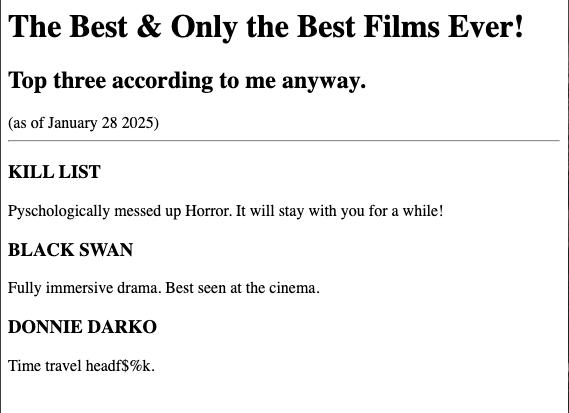 The Best & Only the Best Films Ever!
Top three according to me anyway.
(as of January 28 2025)
KILL LIST
Pyschologically messed up Horror. It will stay with you for a while!
BLACK SWAN
Fully immersive drama. Best seen at the cinema.
DONNIE DARKO
Time travel headf$%k.